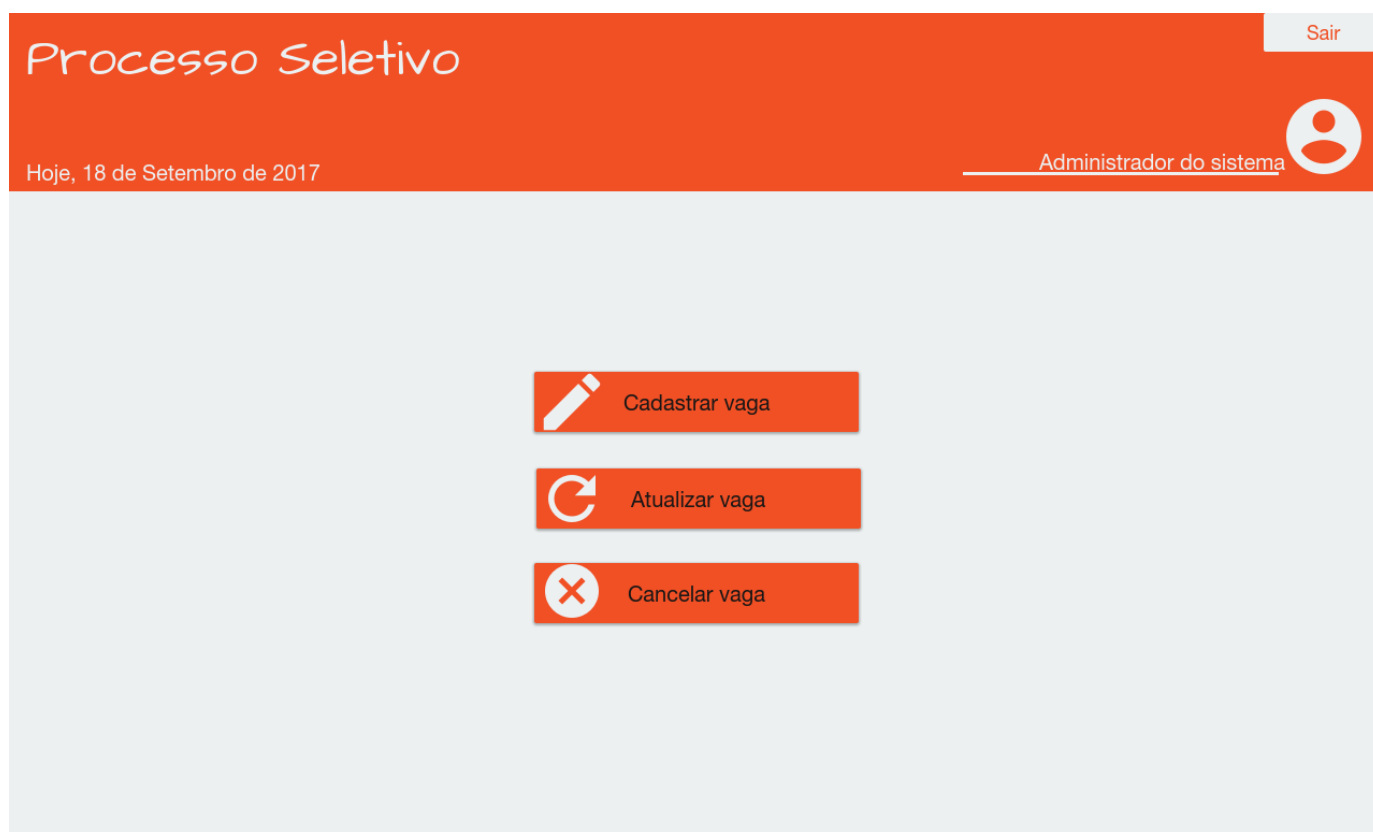 Sair
Processo Seletivo
Administrador do sistema
Hoje, 18 de Setembro de 2017
Cadastrar vaga
Atualizar vaga
Cancelar vaga